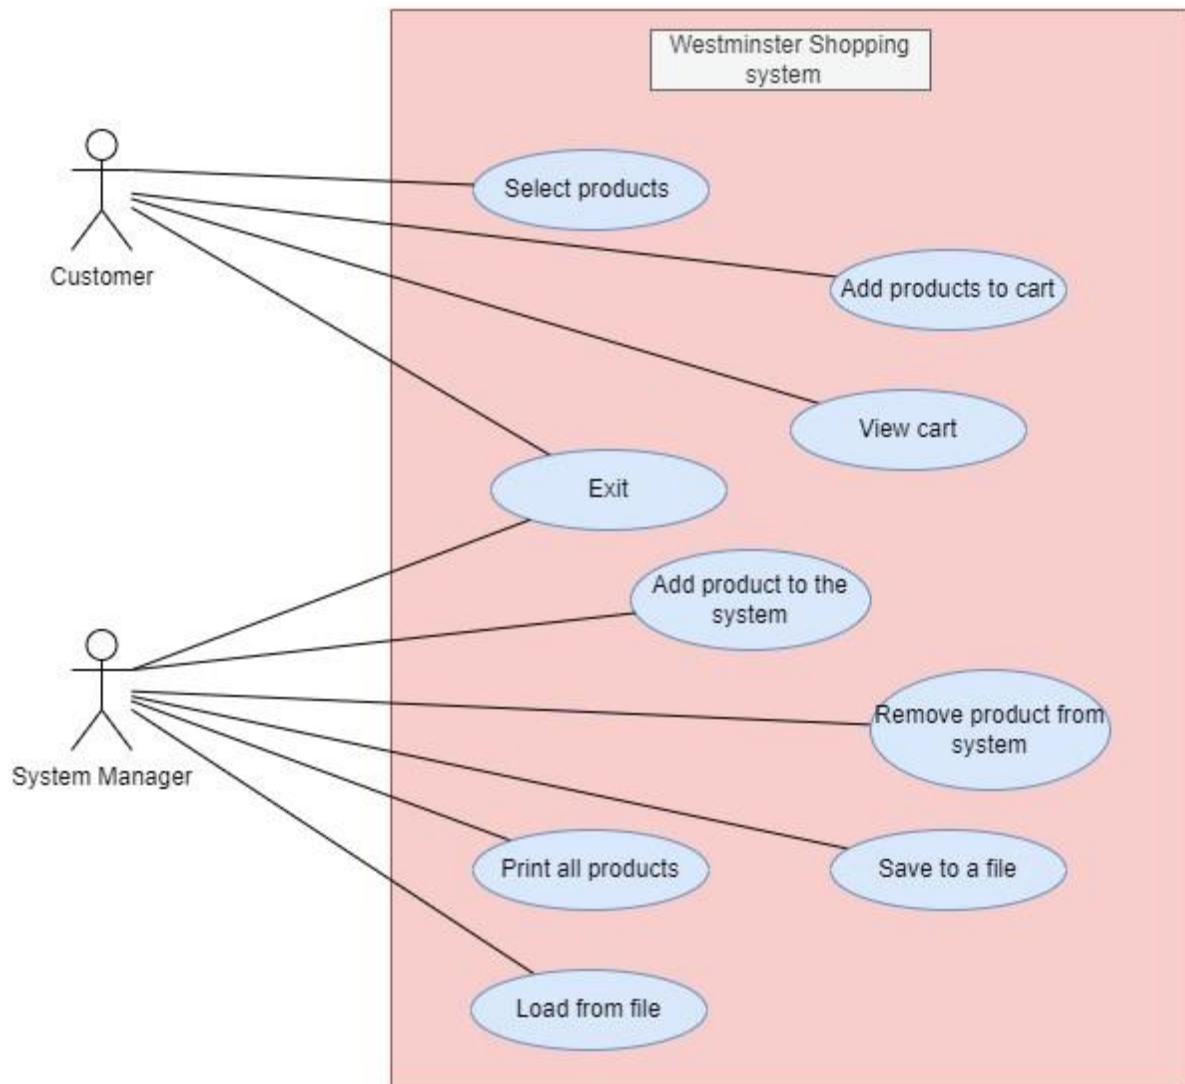 Westminster Shopping
system
Select products
Customer
Add products to cart
View cart
Exit
Add product to the
system
Remove product from
system
System Manager
Print all products
Save to a file
Load from file